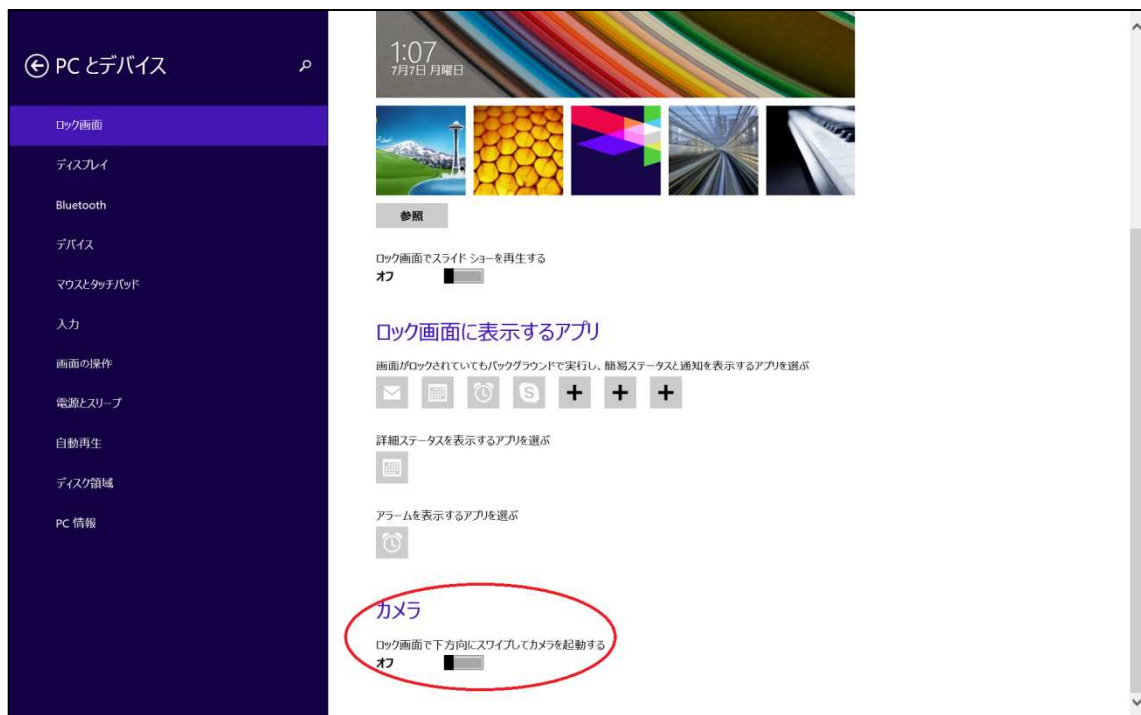 PC とデバイス
ロック画面
ディスプレイ
Bluetooth
デバイス
マウスとタッチパッド
入力
画面の操作
電源とスリープ
自動再生
ディスク領域
PC 情報
1:07
7月7日 月曜日
参照
ロック画面でスライド ショーを再生する
オフ
ロック画面に表示するアプリ
画面がロックされていてもバックグラウンドで実行し、簡易ステータスと通知を表示するアプリを選ぶ
詳細ステータスを表示するアプリを選ぶ
アラームを表示するアプリを選ぶ
カメラ
ロック画面で下方向にスワイプしてカメラを起動する
オフ